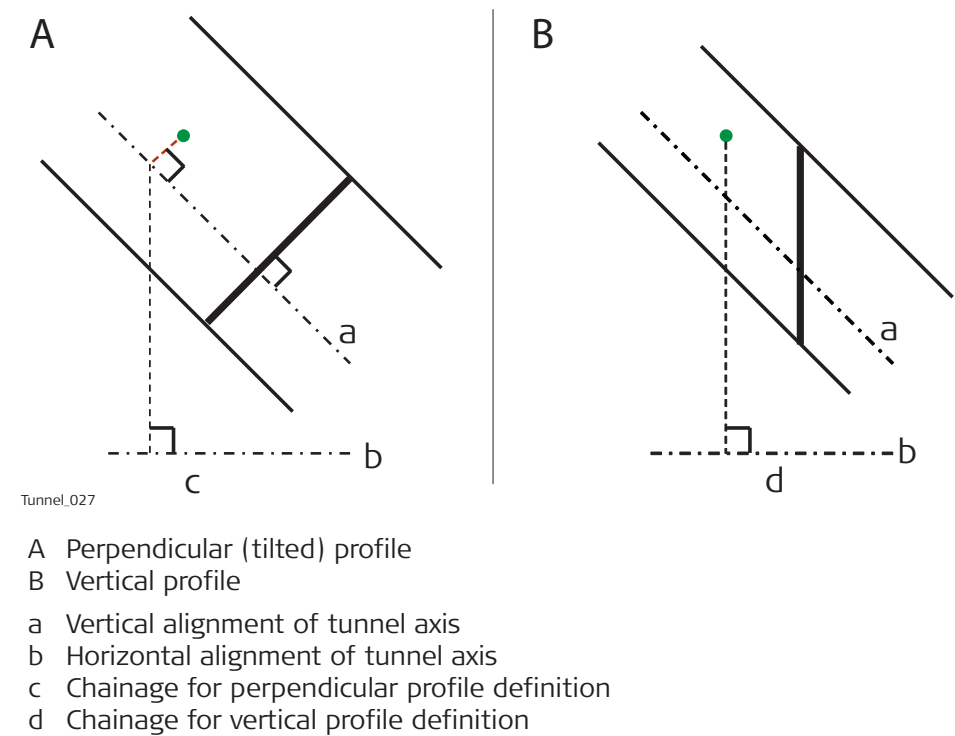 A B
a a
b b
c d
Tunnel_027
A Perpendicular (tilted) profile
B Vertical profile
a Vertical alignment of tunnel axis
b Horizontal alignment of tunnel axis
c Chainage for perpendicular profile definition
d Chainage for vertical profile definition